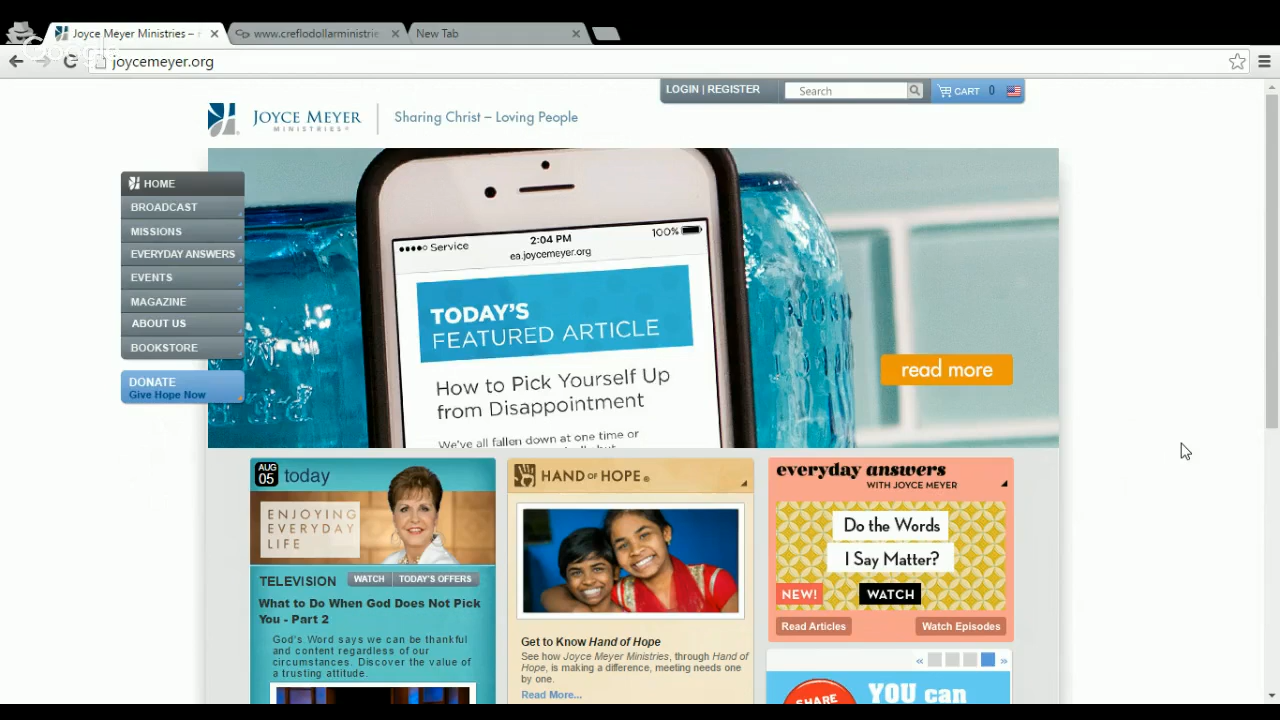 Joyce Meyer Ministries –
www.creflodollarministrie
New Tab
Google
joycemeyer.org
LOGIN | REGISTER
Search
CART 0
JOYCE MEYER
MINISTRIES®
Sharing Christ – Loving People
HOME
BROADCAST
MISSIONS
EVERYDAY ANSWERS
EVENTS
MAGAZINE
ABOUT US
BOOKSTORE
DONATE
Give Hope Now
Service
2:04 PM
100%
ea.joycemeyer.org
TODAY'S
FEATURED ARTICLE
How to Pick Yourself Up
from Disappointment
We've all fallen down at one time or
read more
AUG
05
today
ENJOYING
EVERYDAY
LIFE
TELEVISION
WATCH
TODAY'S OFFERS
What to Do When God Does Not Pick
You - Part 2
God's Word says we can be thankful
and content regardless of our
circumstances. Discover the value of
a trusting attitude.
HAND OF HOPE®
Get to Know Hand of Hope
See how Joyce Meyer Ministries, through Hand of
Hope, is making a difference, meeting needs one
by one.
Read More...
everyday answers
WITH JOYCE MEYER
Do the Words
I Say Matter?
NEW!
WATCH
Read Articles
Watch Episodes
« »
SHARE
YOU can